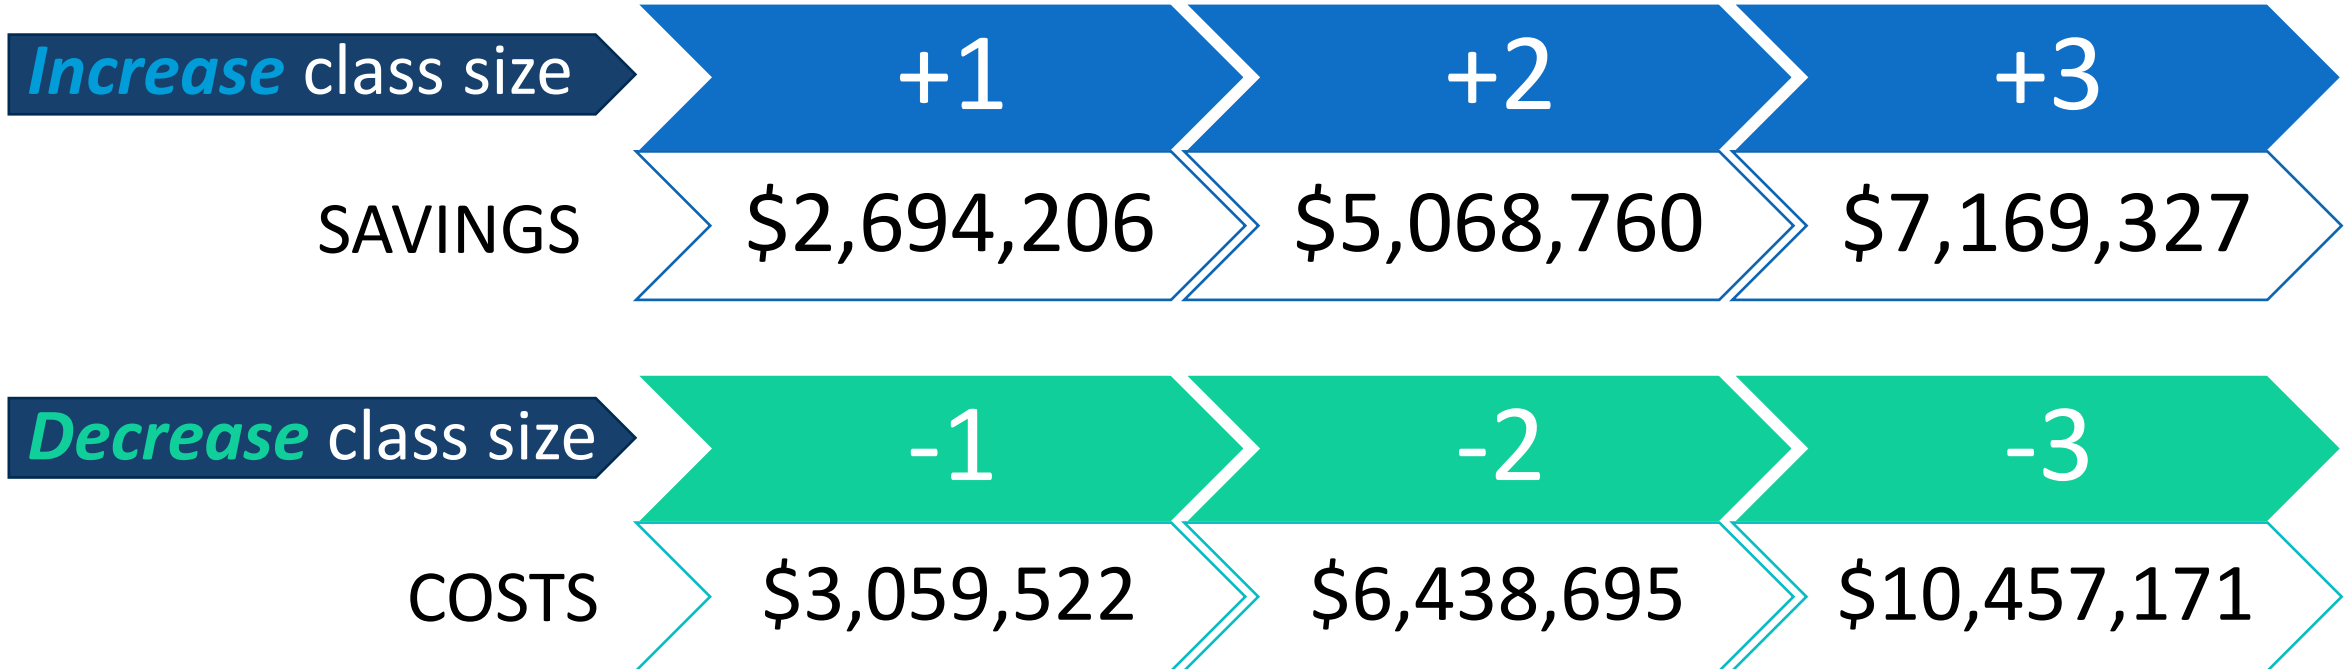 Increase class size +1 +2 +3
SAVINGS $2,694,206 $5,068,760 $7,169,327
Decrease class size -1 -2 -3
COSTS $3,059,522 $6,438,695 $10,457,171